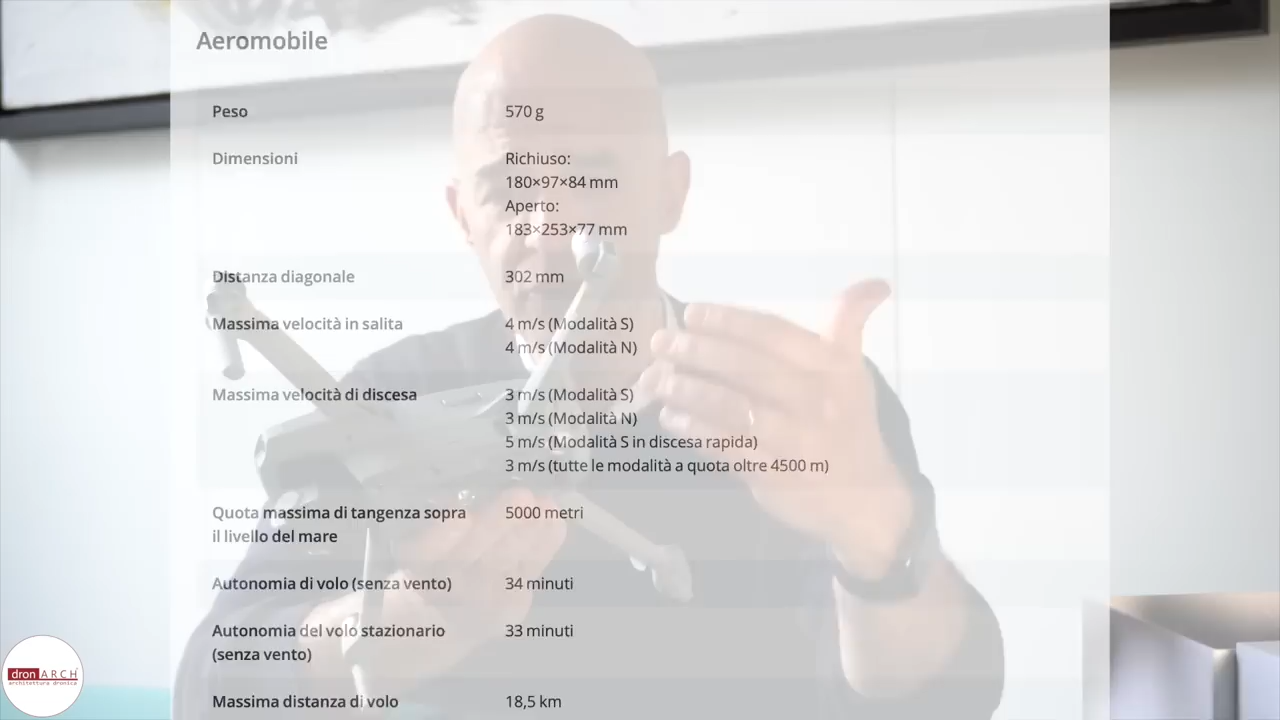 Aeromobile
Peso 570 g
Dimensioni Richiuso:
180×97×84 mm
Aperto:
183×253×77 mm
Distanza diagonale 302 mm
Massima velocità in salita 4 m/s (Modalità S)
4 m/s (Modalità N)
Massima velocità di discesa 3 m/s (Modalità S)
3 m/s (Modalità N)
5 m/s (Modalità S in discesa rapida)
3 m/s (tutte le modalità a quota oltre 4500 m)
Quota massima di tangenza sopra 5000 metri
il livello del mare
Autonomia di volo (senza vento) 34 minuti
Autonomia del volo stazionario 33 minuti
(senza vento)
Massima distanza di volo 18,5 km
dronARCH
architettura dronica